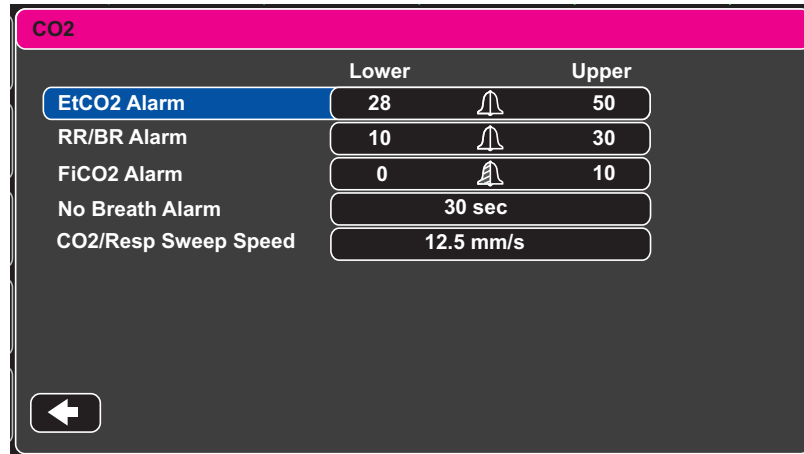 CO2
Lower Upper
EtCO2 Alarm 28 50
RR/BR Alarm 10 30
FiCO2 Alarm 0 10
No Breath Alarm 30 sec
CO2/Resp Sweep Speed 12.5 mm/s